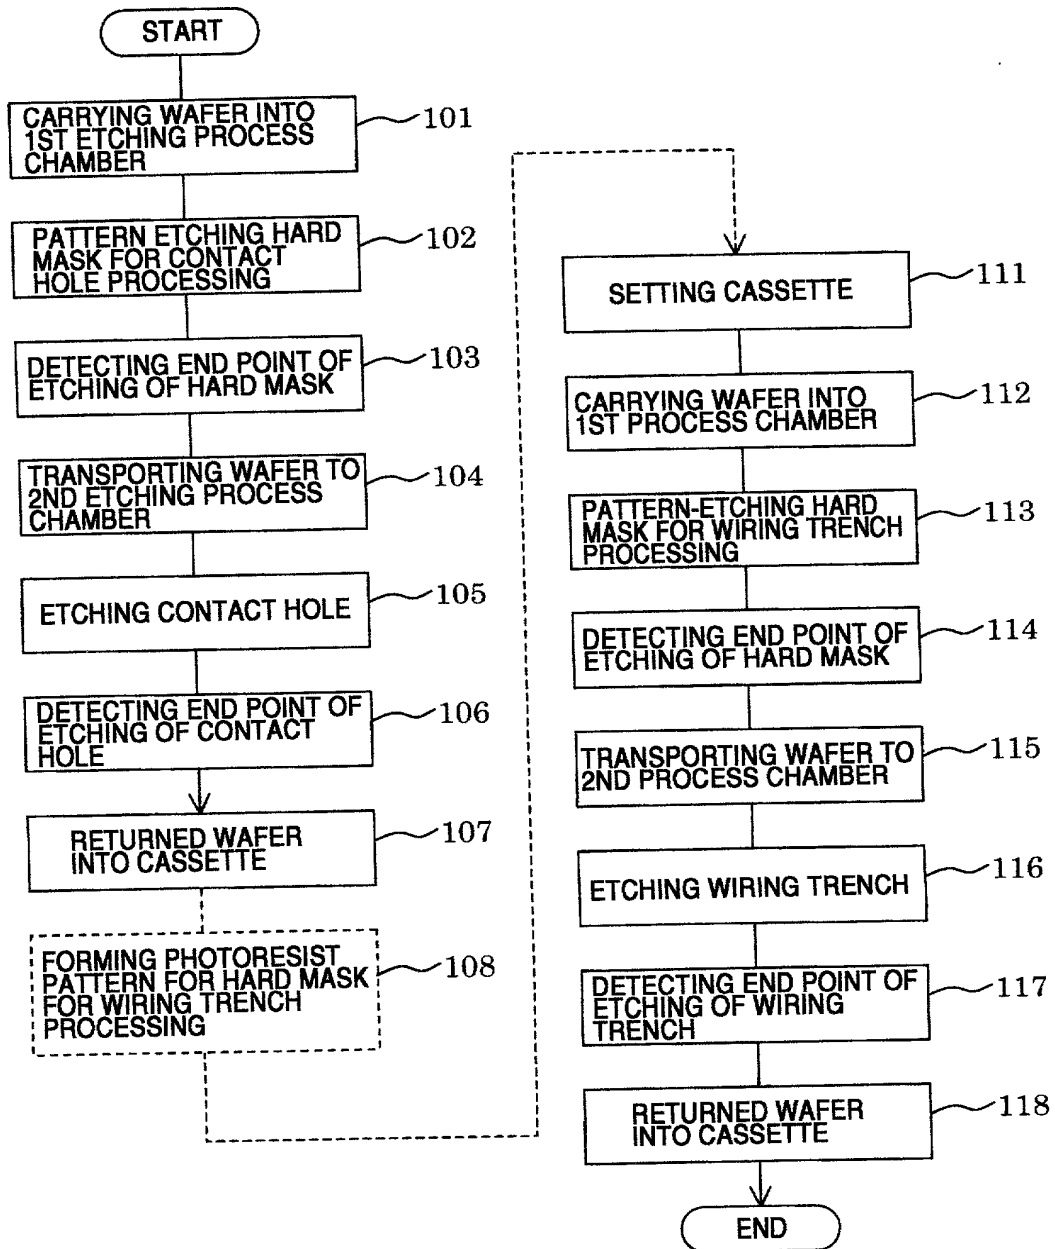 START
CARRYING WAFER INTO
1ST ETCHING PROCESS
CHAMBER
101
PATTERN ETCHING HARD
MASK FOR CONTACT
HOLE PROCESSING
102
DETECTING END POINT OF
ETCHING OF HARD MASK
103
TRANSPORTING WAFER TO
2ND ETCHING PROCESS
CHAMBER
104
ETCHING CONTACT HOLE
105
DETECTING END POINT OF
ETCHING OF CONTACT
HOLE
106
RETURNED WAFER
INTO CASSETTE
107
FORMING PHOTORESIST
PATTERN FOR HARD MASK
FOR WIRING TRENCH
PROCESSING
108
SETTING CASSETTE
111
CARRYING WAFER INTO
1ST PROCESS CHAMBER
112
PATTERN-ETCHING HARD
MASK FOR WIRING TRENCH
PROCESSING
113
DETECTING END POINT OF
ETCHING OF HARD MASK
114
TRANSPORTING WAFER TO
2ND PROCESS CHAMBER
115
ETCHING WIRING TRENCH
116
DETECTING END POINT OF
ETCHING OF WIRING
TRENCH
117
RETURNED WAFER
INTO CASSETTE
118
END